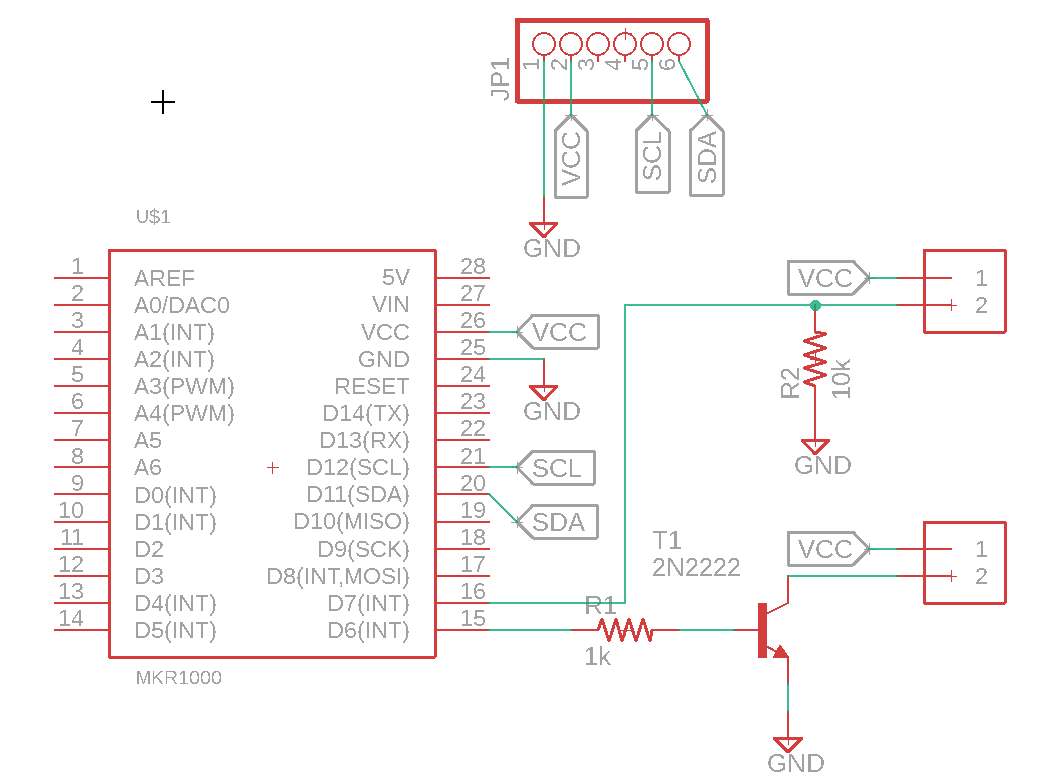 JP1
1 2 3 4 5 6
VCC
SCL
SDA
GND
U$1
1 AREF 5V 28
2 A0/DAC0 VIN 27
3 A1(INT) VCC 26
4 A2(INT) GND 25
5 A3(PWM) RESET 24
6 A4(PWM) D14(TX) 23
7 A5 D13(RX) 22
8 A6 D12(SCL) 21
9 D0(INT) D11(SDA) 20
10 D1(INT) D10(MISO) 19
11 D2 D9(SCK) 18
12 D3 D8(INT,MOSI) 17
13 D4(INT) D7(INT) 16
14 D5(INT) D6(INT) 15
MKR1000
VCC
GND
SCL
SDA
VCC
1
2
R2
10k
GND
R1
1k
T1
2N2222
VCC
1
2
GND